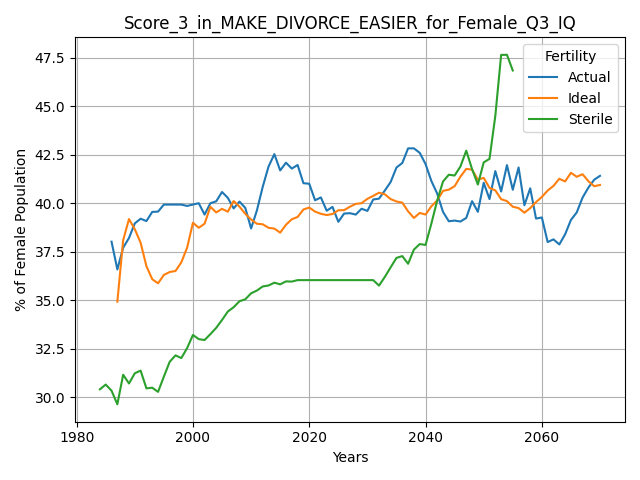 Score_3_in_MAKE_DIVORCE_EASIER_for_Female_Q3_IQ
Fertility
Actual
Ideal
Sterile
% of Female Population
47.5
45.0
42.5
40.0
37.5
35.0
32.5
30.0
1980
2000
2020
2040
2060
Years